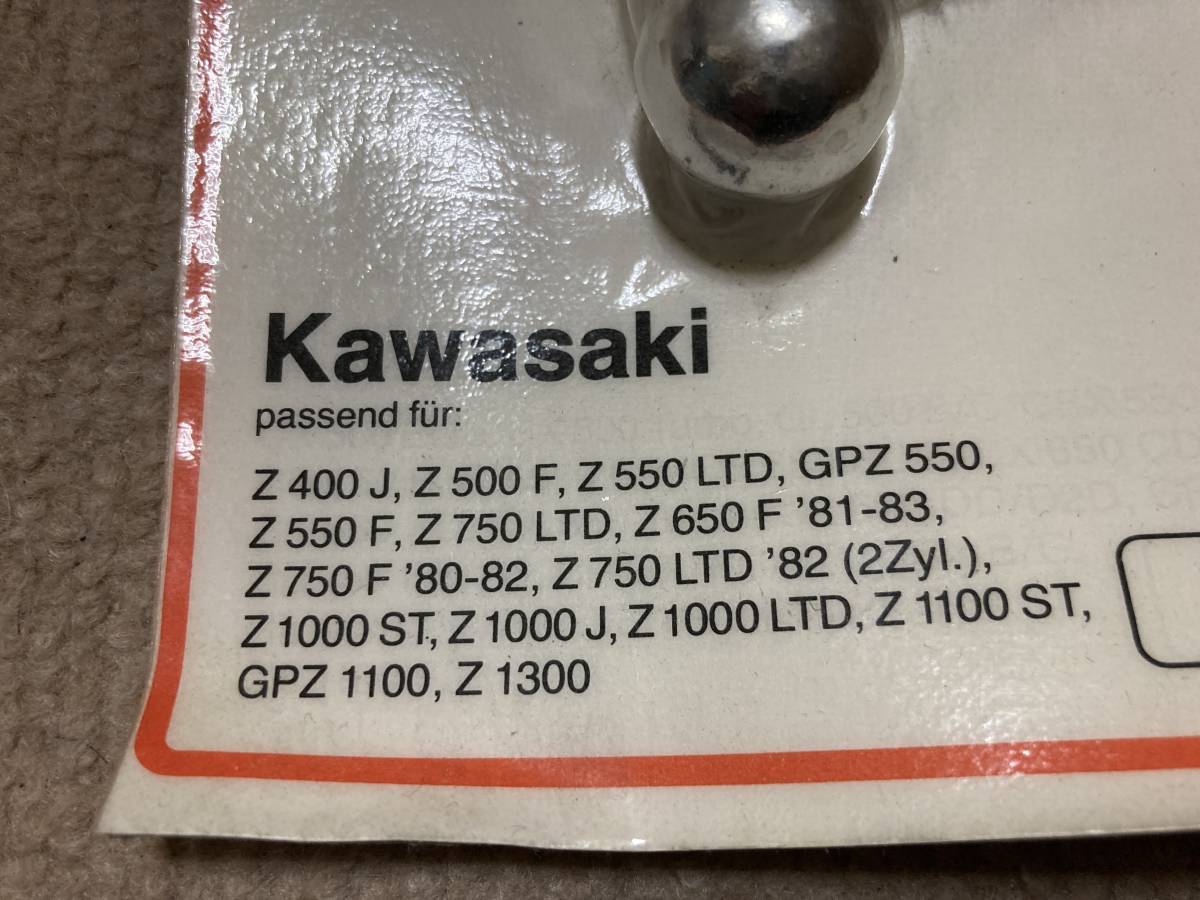 Kawasaki
passend für:
Z 400 J, Z 500 F, Z 550 LTD, GPZ 550,
Z 550 F, Z 750 LTD, Z 650 F ’81-83,
Z 750 F ’80-82, Z 750 LTD ’82 (2Zyl.),
Z 1000 ST, Z 1000 J, Z 1000 LTD, Z 1100 ST,
GPZ 1100, Z 1300